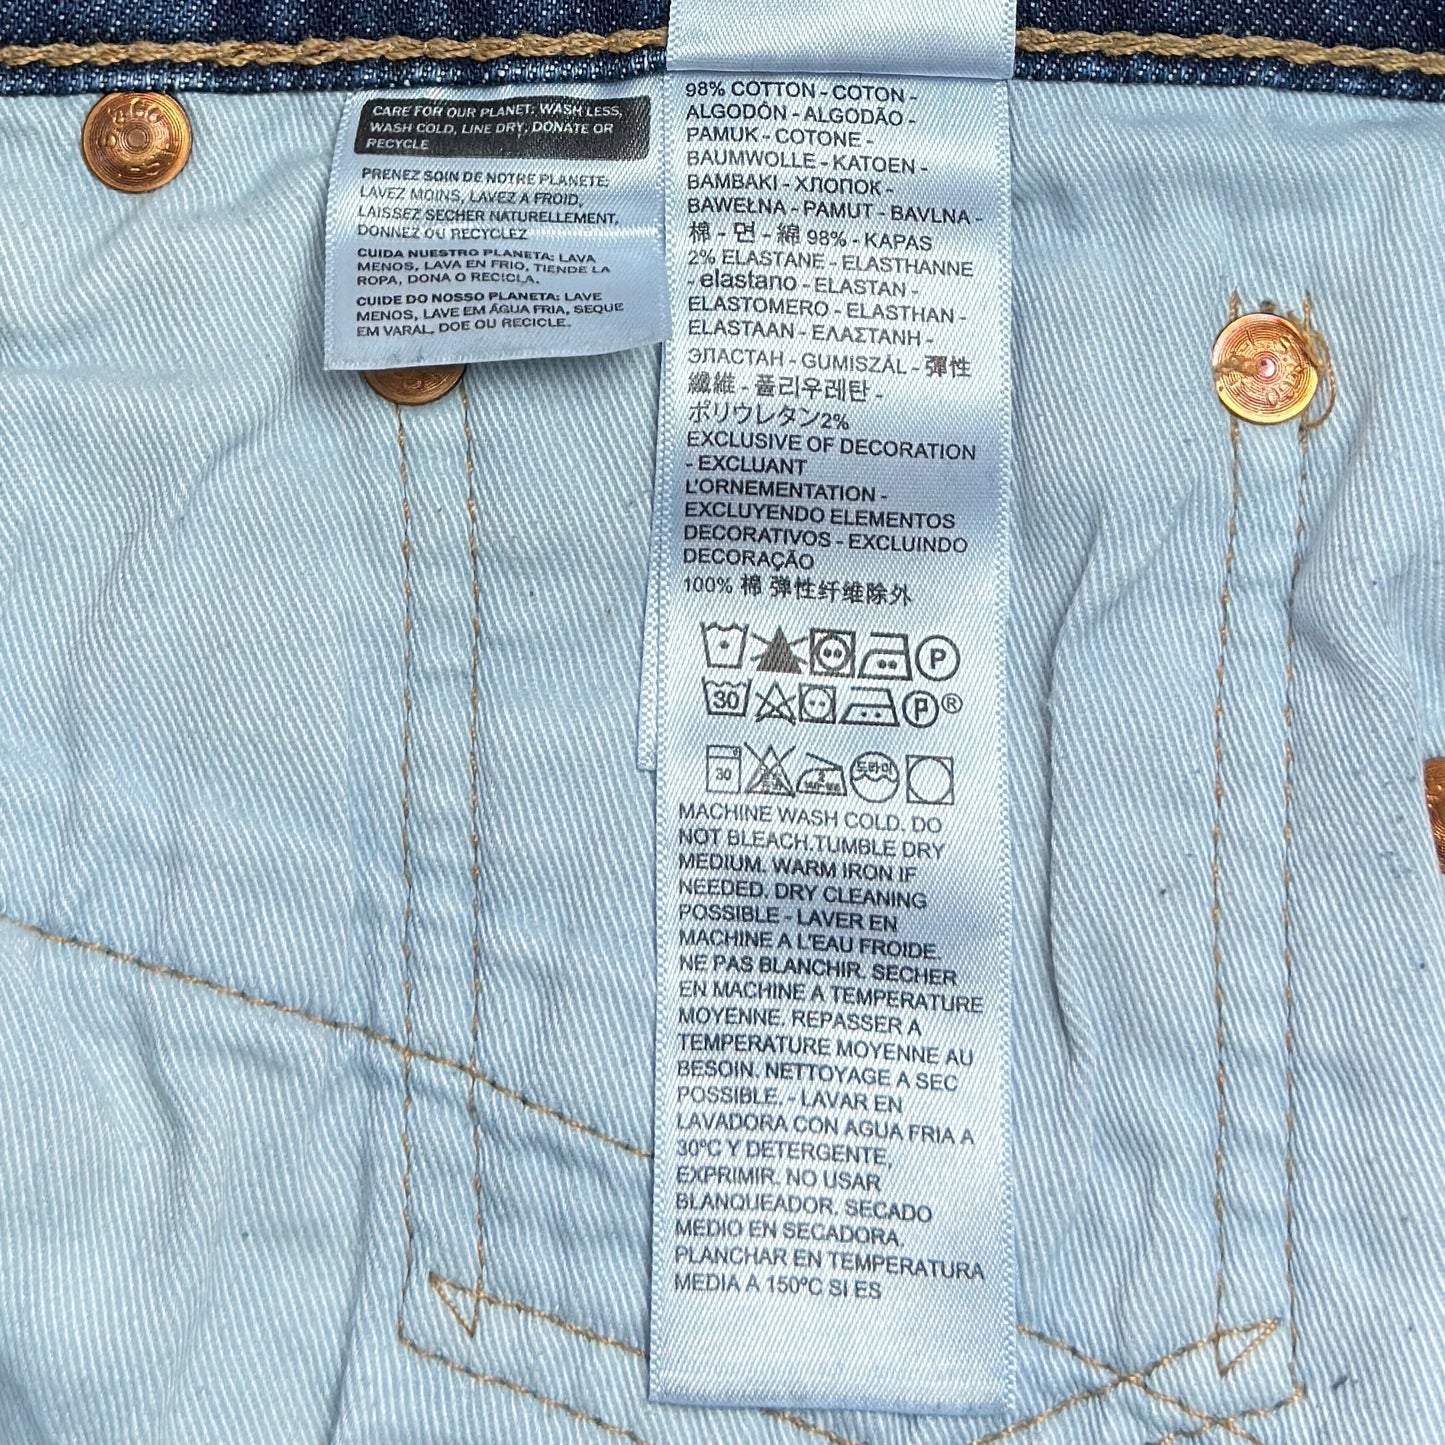 CARE FOR OUR PLANET: WASH LESS,
WASH COLD, LINE DRY, DONATE OR
RECYCLE
PRENEZ SOIN DE NOTRE PLANETE:
LAVEZ MOINS, LAVEZ A FROID,
LAISSEZ SECHER NATURELLEMENT,
DONNEZ OU RECYCLEZ
CUIDA NUESTRO PLANETA: LAVA
MENOS, LAVA EN FRIO, TIENDE LA
ROPA, DONA O RECICLA.
CUIDE DO NOSSO PLANETA: LAVE
MENOS, LAVE EM ÁGUA FRIA, SEQUE
EM VARAL, DOE OU RECICLE.
98% COTTON - COTON -
ALGODÓN - ALGODÃO -
PAMUK - COTONE -
BAUMWOLLE - KATOEN -
BAMBAKI - ХЛОПОК -
BAWEŁNA - PAMUT - BAVLNA -
棉 - 면 - 綿 98% - KAPAS
2% ELASTANE - ELASTHANNE
- elastano - ELASTAN -
ELASTOMERO - ELASTHAN -
ELASTAAN - ΕΛΑΣΤΑΝΗ -
ЭЛАСТАН - GUMISZÁL - 彈性
纖維 - 폴리우레탄 -
ポリウレタン2%
EXCLUSIVE OF DECORATION
- EXCLUANT
L'ORNEMENTATION -
EXCLUYENDO ELEMENTOS
DECORATIVOS - EXCLUINDO
DECORAÇÃO
100% 棉 弹性纤维除外
P
30 P ®
30 2 드라이
MACHINE WASH COLD. DO
NOT BLEACH.TUMBLE DRY
MEDIUM. WARM IRON IF
NEEDED. DRY CLEANING
POSSIBLE - LAVER EN
MACHINE A L'EAU FROIDE.
NE PAS BLANCHIR. SECHER
EN MACHINE A TEMPERATURE
MOYENNE. REPASSER A
TEMPERATURE MOYENNE AU
BESOIN. NETTOYAGE A SEC
POSSIBLE. - LAVAR EN
LAVADORA CON AGUA FRIA A
30ºC Y DETERGENTE,
EXPRIMIR. NO USAR
BLANQUEADOR. SECADO
MEDIO EN SECADORA.
PLANCHAR EN TEMPERATURA
MEDIA A 150ºC SI ES